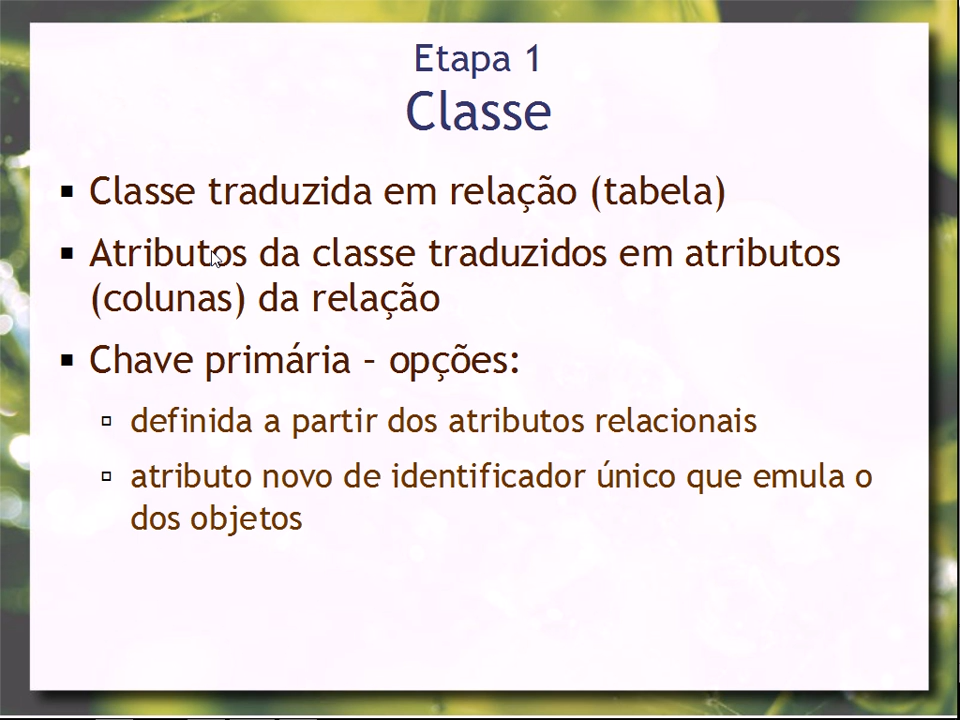 Etapa 1
Classe
▪ Classe traduzida em relação (tabela)
▪ Atributos da classe traduzidos em atributos
(colunas) da relação
▪ Chave primária – opções:
▫ definida a partir dos atributos relacionais
▫ atributo novo de identificador único que emula o
dos objetos